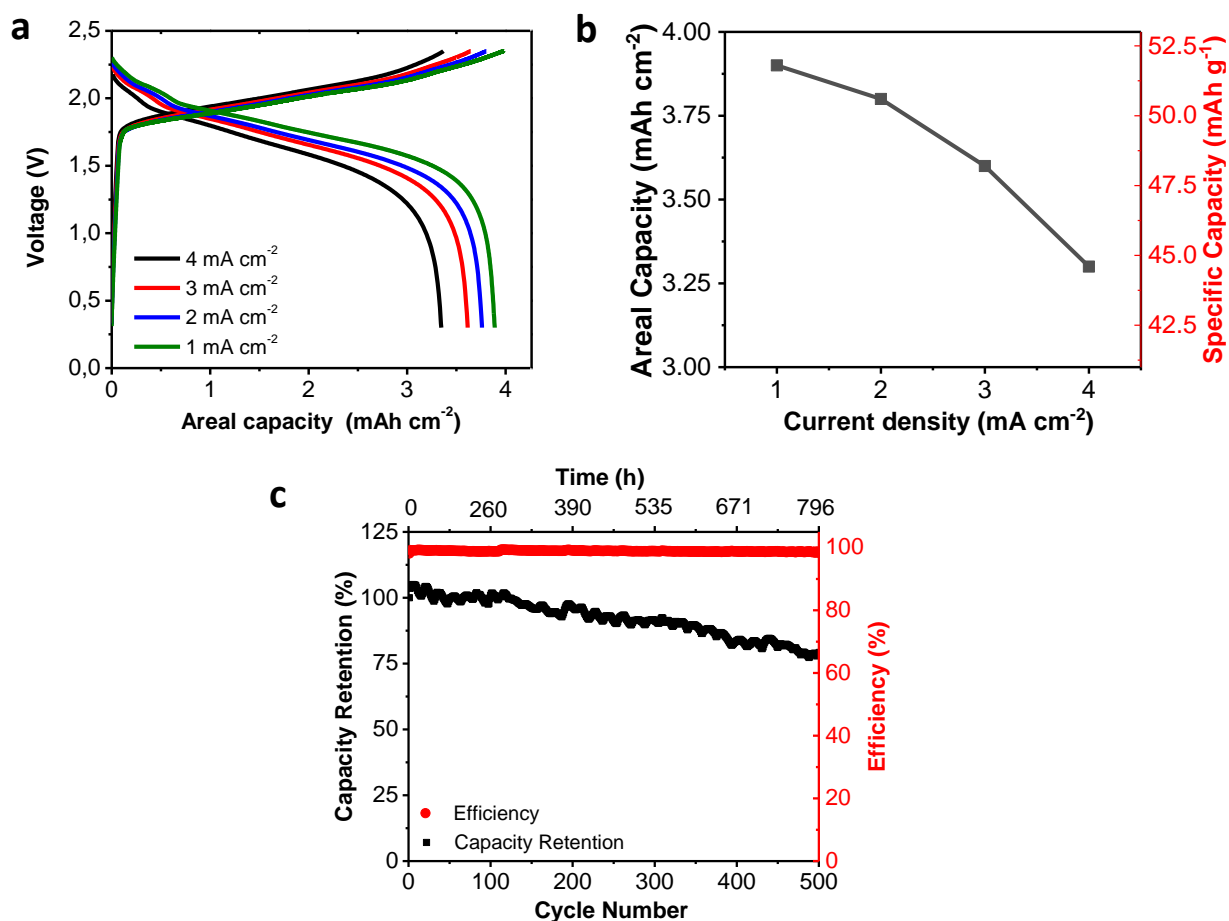 a
Voltage (V)
2,5
2,0
1,5
1,0
0,5
0,0
4 mA cm-2
3 mA cm-2
2 mA cm-2
1 mA cm-2
0
1
2
3
4
Areal capacity (mAh cm-2)
b
Areal Capacity (mAh cm-2)
4.00
3.75
3.50
3.25
3.00
52.5
50.0
47.5
45.0
42.5
Specific Capacity (mAh g-1)
1
2
3
4
Current density (mA cm-2)
c
Time (h)
0
260
390
535
671
796
Capacity Retention (%)
125
100
75
50
25
0
100
80
60
40
20
0
Efficiency (%)
Efficiency
Capacity Retention
0
100
200
300
400
500
Cycle Number